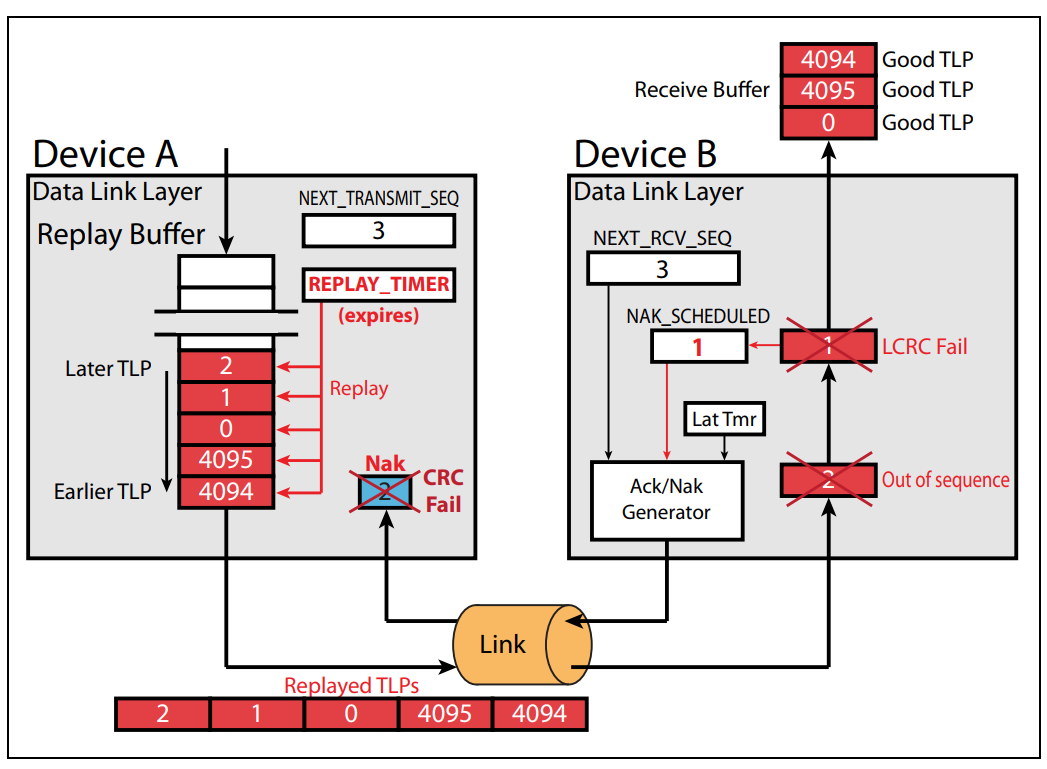 4094 Good TLP
Receive Buffer 4095 Good TLP
0 Good TLP
Device A
Data Link Layer
NEXT_TRANSMIT_SEQ
3
Replay Buffer
REPLAY_TIMER
(expires)
Later TLP 2
Replay
1
0
4095
Earlier TLP 4094
Nak
2 CRC
Fail
Device B
Data Link Layer
NEXT_RCV_SEQ
3
NAK_SCHEDULED
1
1 LCRC Fail
Lat Tmr
2 Out of sequence
Ack/Nak
Generator
Link
Replayed TLPs
2 1 0 4095 4094